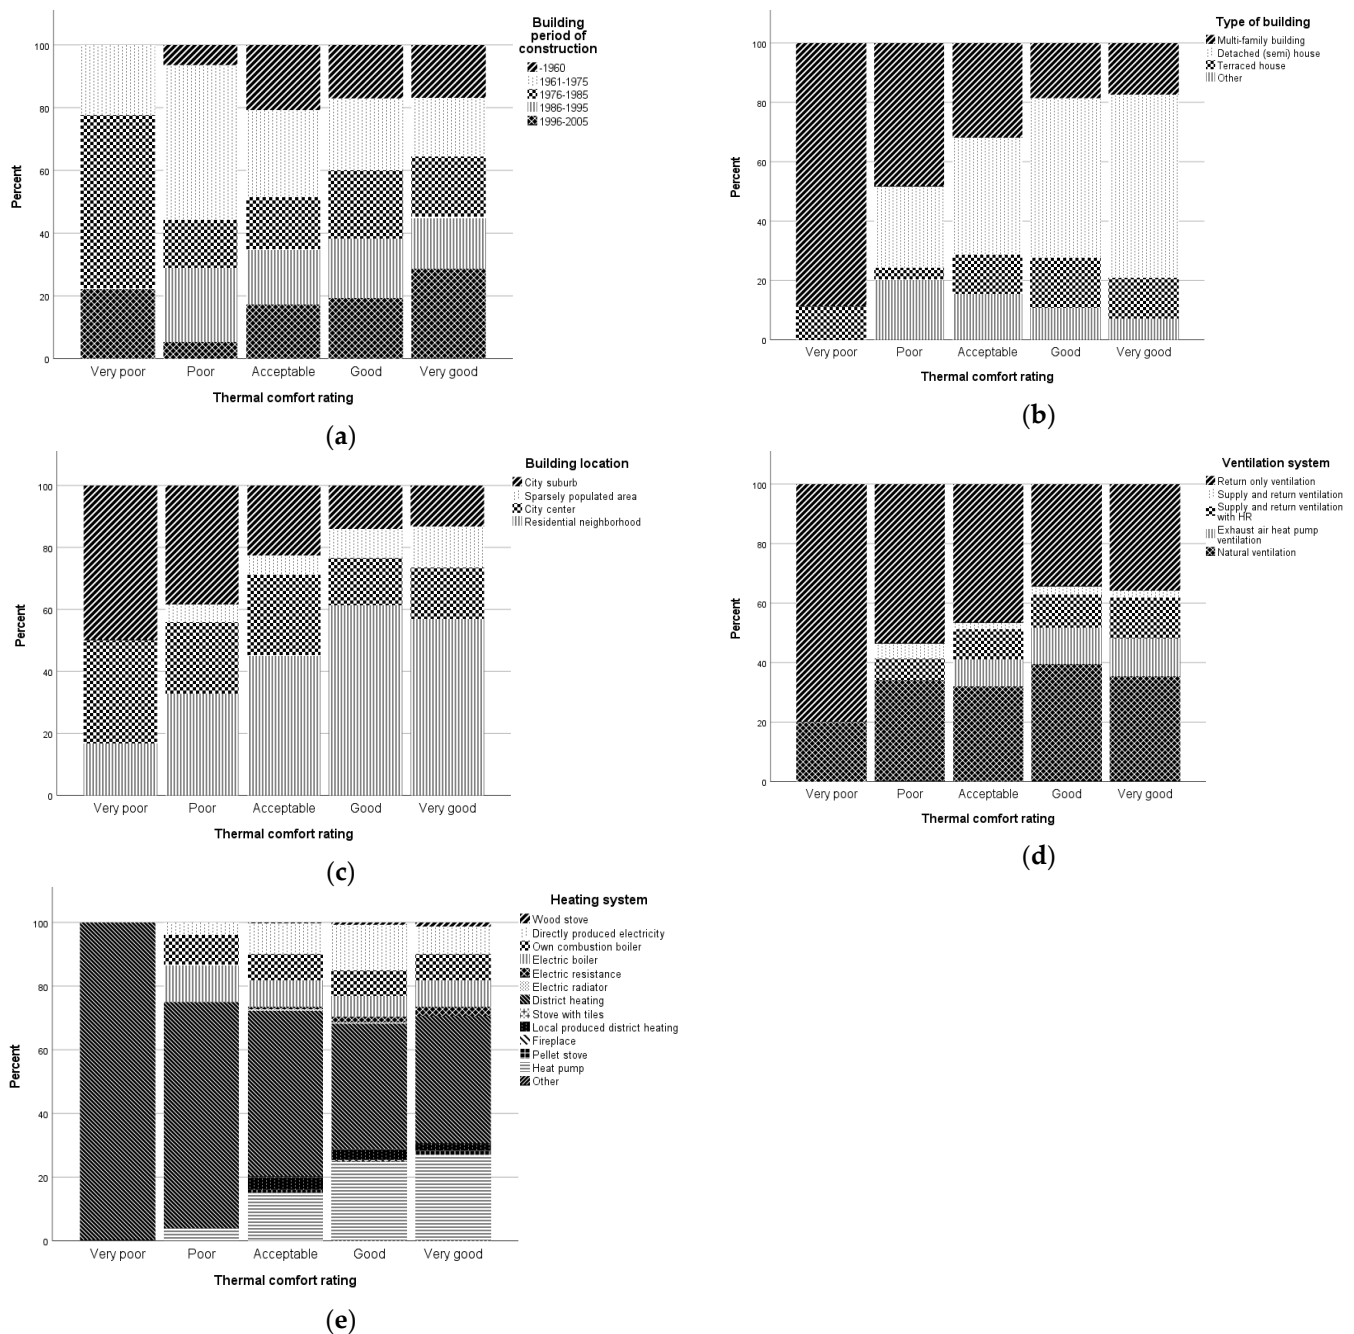 Building
period of
construction
-1960
1961-1975
1976-1985
1986-1995
1996-2005
100
80
60
40
20
0
Percent
Very poor Poor Acceptable Good Very good
Thermal comfort rating
(a)
Type of building
Multi-family building
Detached (semi) house
Terraced house
Other
100
80
60
40
20
0
Percent
Very poor Poor Acceptable Good Very good
Thermal comfort rating
(b)
Building location
City suburb
Sparsely populated area
City center
Residential neighborhood
100
80
60
40
20
0
Percent
Very poor Poor Acceptable Good Very good
Thermal comfort rating
(c)
Ventilation system
Return only ventilation
Supply and return ventilation
Supply and return ventilation
with HR
Exhaust air heat pump
ventilation
Natural ventilation
100
80
60
40
20
0
Percent
Very poor Poor Acceptable Good Very good
Thermal comfort rating
(d)
Heating system
Wood stove
Directly produced electricity
Own combustion boiler
Electric boiler
Electric resistance
Electric radiator
District heating
Stove with tiles
Local produced district heating
Fireplace
Pellet stove
Heat pump
Other
100
80
60
40
20
0
Percent
Very poor Poor Acceptable Good Very good
Thermal comfort rating
(e)